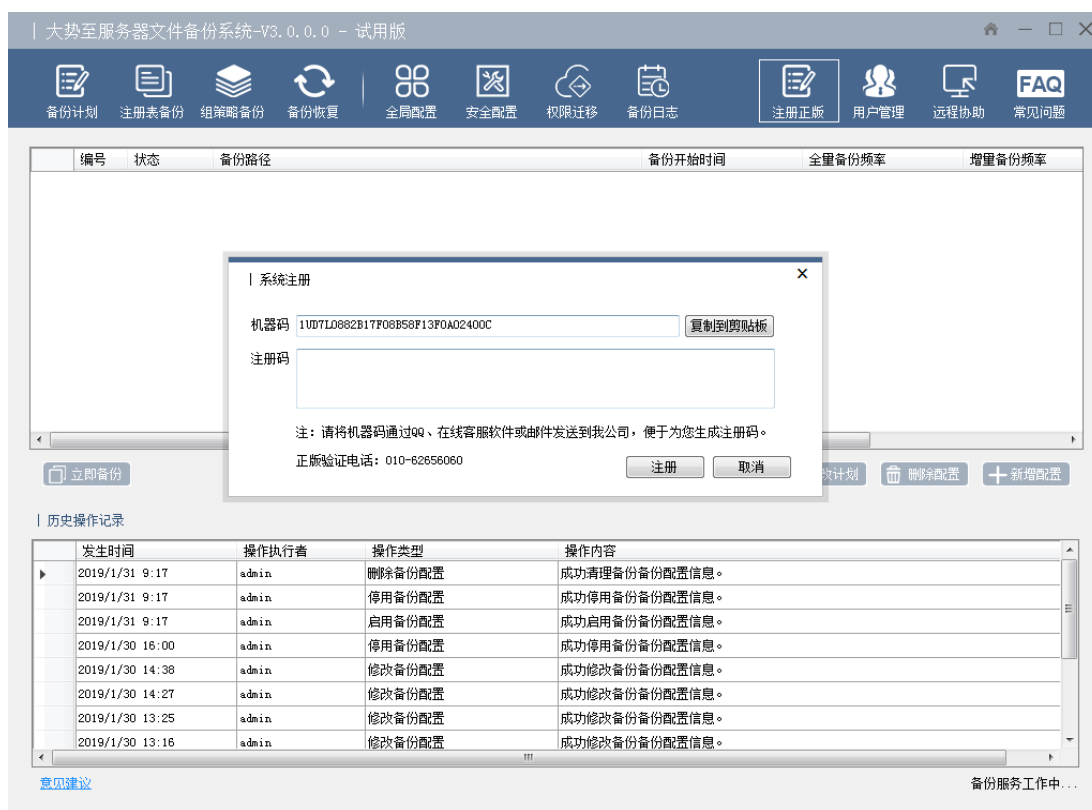 大势至服务器文件备份系统-V3.0.0.0 - 试用版
备份计划 注册表备份 组策略备份 备份恢复 全局配置 安全配置 权限迁移 备份日志 注册正版 用户管理 远程协助 FAQ 常见问题
编号 状态 备份路径 备份开始时间 全量备份频率 增量备份频率
系统注册
机器码 1UD7L0882B17F08B58F13F0A02400C 复制到剪贴板
注册码
注：请将机器码通过QQ、在线客服软件或邮件发送到我公司，便于为您生成注册码。
正版验证电话：010-62656060 注册 取消
立即备份 改计划 删除配置 新增配置
历史操作记录
发生时间 操作执行者 操作类型 操作内容
2019/1/31 9:17 admin 删除备份配置 成功清理备份备份配置信息。
2019/1/31 9:17 admin 停用备份配置 成功停用备份备份配置信息。
2019/1/31 9:17 admin 启用备份配置 成功启用备份备份配置信息。
2019/1/30 16:00 admin 停用备份配置 成功停用备份备份配置信息。
2019/1/30 14:38 admin 修改备份配置 成功修改备份备份配置信息。
2019/1/30 14:27 admin 修改备份配置 成功修改备份备份配置信息。
2019/1/30 13:25 admin 修改备份配置 成功修改备份备份配置信息。
2019/1/30 13:16 admin 修改备份配置 成功修改备份备份配置信息。
意见建议 备份服务工作中...